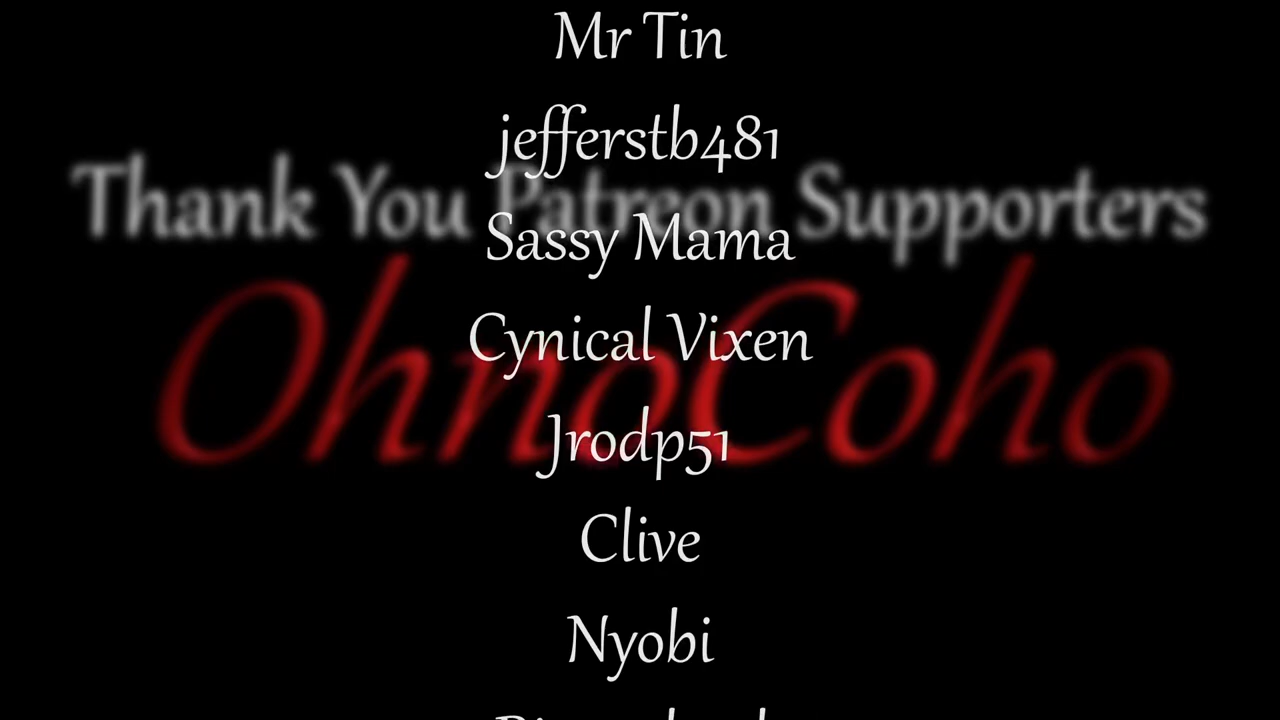 Mr Tin
jefferstb481
Thank You Patreon Supporters
Sassy Mama
Cynical Vixen
OhnoCoho
Jrodp51
Clive
Nyobi